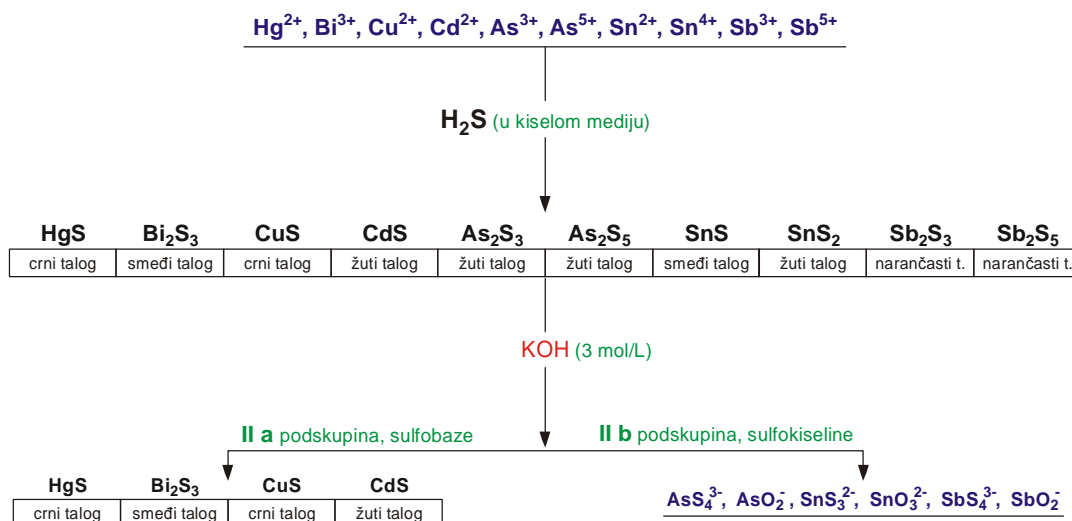 Hg²⁺, Bi³⁺, Cu²⁺, Cd²⁺, As³⁺, As⁵⁺, Sn²⁺, Sn⁴⁺, Sb³⁺, Sb⁵⁺
H₂S (u kiselom mediju)
HgS Bi₂S₃ CuS CdS As₂S₃ As₂S₅ SnS SnS₂ Sb₂S₃ Sb₂S₅
crni talog smeđi talog crni talog žuti talog žuti talog žuti talog smeđi talog žuti talog narančasti t. narančasti t.
KOH (3 mol/L)
II a podskupina, sulfobaze II b podskupina, sulfokiseline
HgS Bi₂S₃ CuS CdS
crni talog smeđi talog crni talog žuti talog
AsS₄³⁻, AsO₂⁻, SnS₃²⁻, SnO₃²⁻, SbS₄³⁻, SbO₂⁻